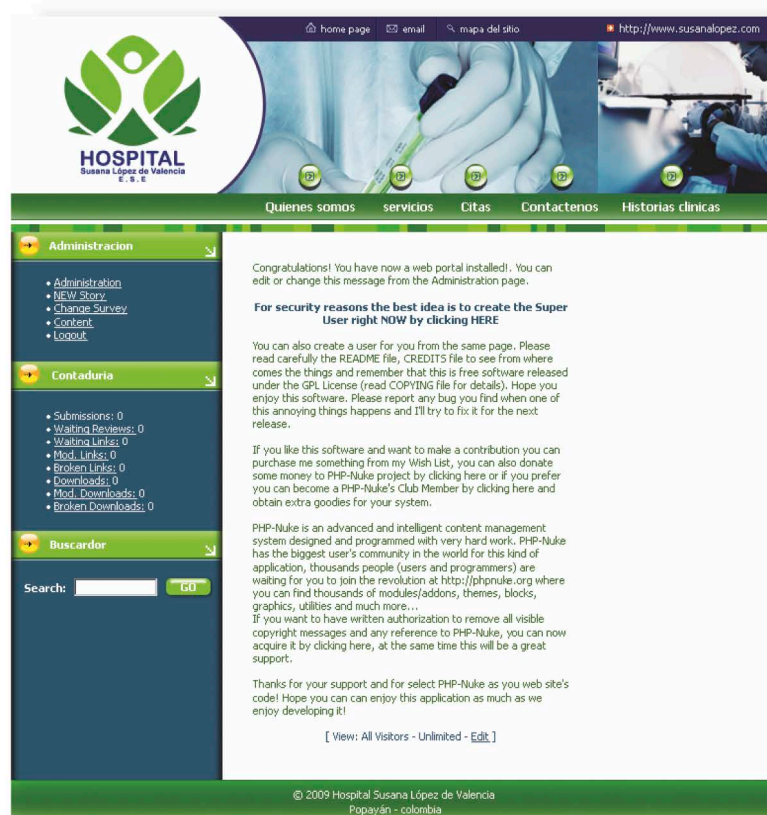 home page
email
mapa del sitio
http://www.susanalopez.com
HOSPITAL
Susana López de Valencia
E.S.E
Quienes somos
servicios
Citas
Contactenos
Historias clinicas
Administracion
Administration
NEW Story
Change Survey
Content
Logout
Contaduria
Submissions: 0
Waiting Reviews: 0
Waiting Links: 0
Mod. Links: 0
Broken Links: 0
Downloads: 0
Mod. Downloads: 0
Broken Downloads: 0
Buscardor
Search:
GO
Congratulations! You have now a web portal installed!. You can
edit or change this message from the Administration page.
For security reasons the best idea is to create the Super
User right NOW by clicking HERE
You can also create a user for you from the same page. Please
read carefully the README file, CREDITS file to see from where
comes the things and remember that this is free software released
under the GPL License (read COPYING file for details). Hope you
enjoy this software. Please report any bug you find when one of
this annoying things happens and I'll try to fix it for the next
release.
If you like this software and want to make a contribution you can
purchase me something from my Wish List, you can also donate
some money to PHP-Nuke project by clicking here or if you prefer
you can become a PHP-Nuke's Club Member by clicking here and
obtain extra goodies for your system.
PHP-Nuke is an advanced and intelligent content management
system designed and programmed with very hard work. PHP-Nuke
has the biggest user's community in the world for this kind of
application, thousands people (users and programmers) are
waiting for you to join the revolution at http://phpnuke.org where
you can find thousands of modules/addons, themes, blocks,
graphics, utilities and much more...
If you want to have written authorization to remove all visible
copyright messages and any reference to PHP-Nuke, you can now
acquire it by clicking here, at the same time this will be a great
support.
Thanks for your support and for select PHP-Nuke as you web site's
code! Hope you can can enjoy this application as much as we
enjoy developing it!
[ View: All Visitors - Unlimited - Edit ]
© 2009 Hospital Susana López de Valencia
Popayán - colombia